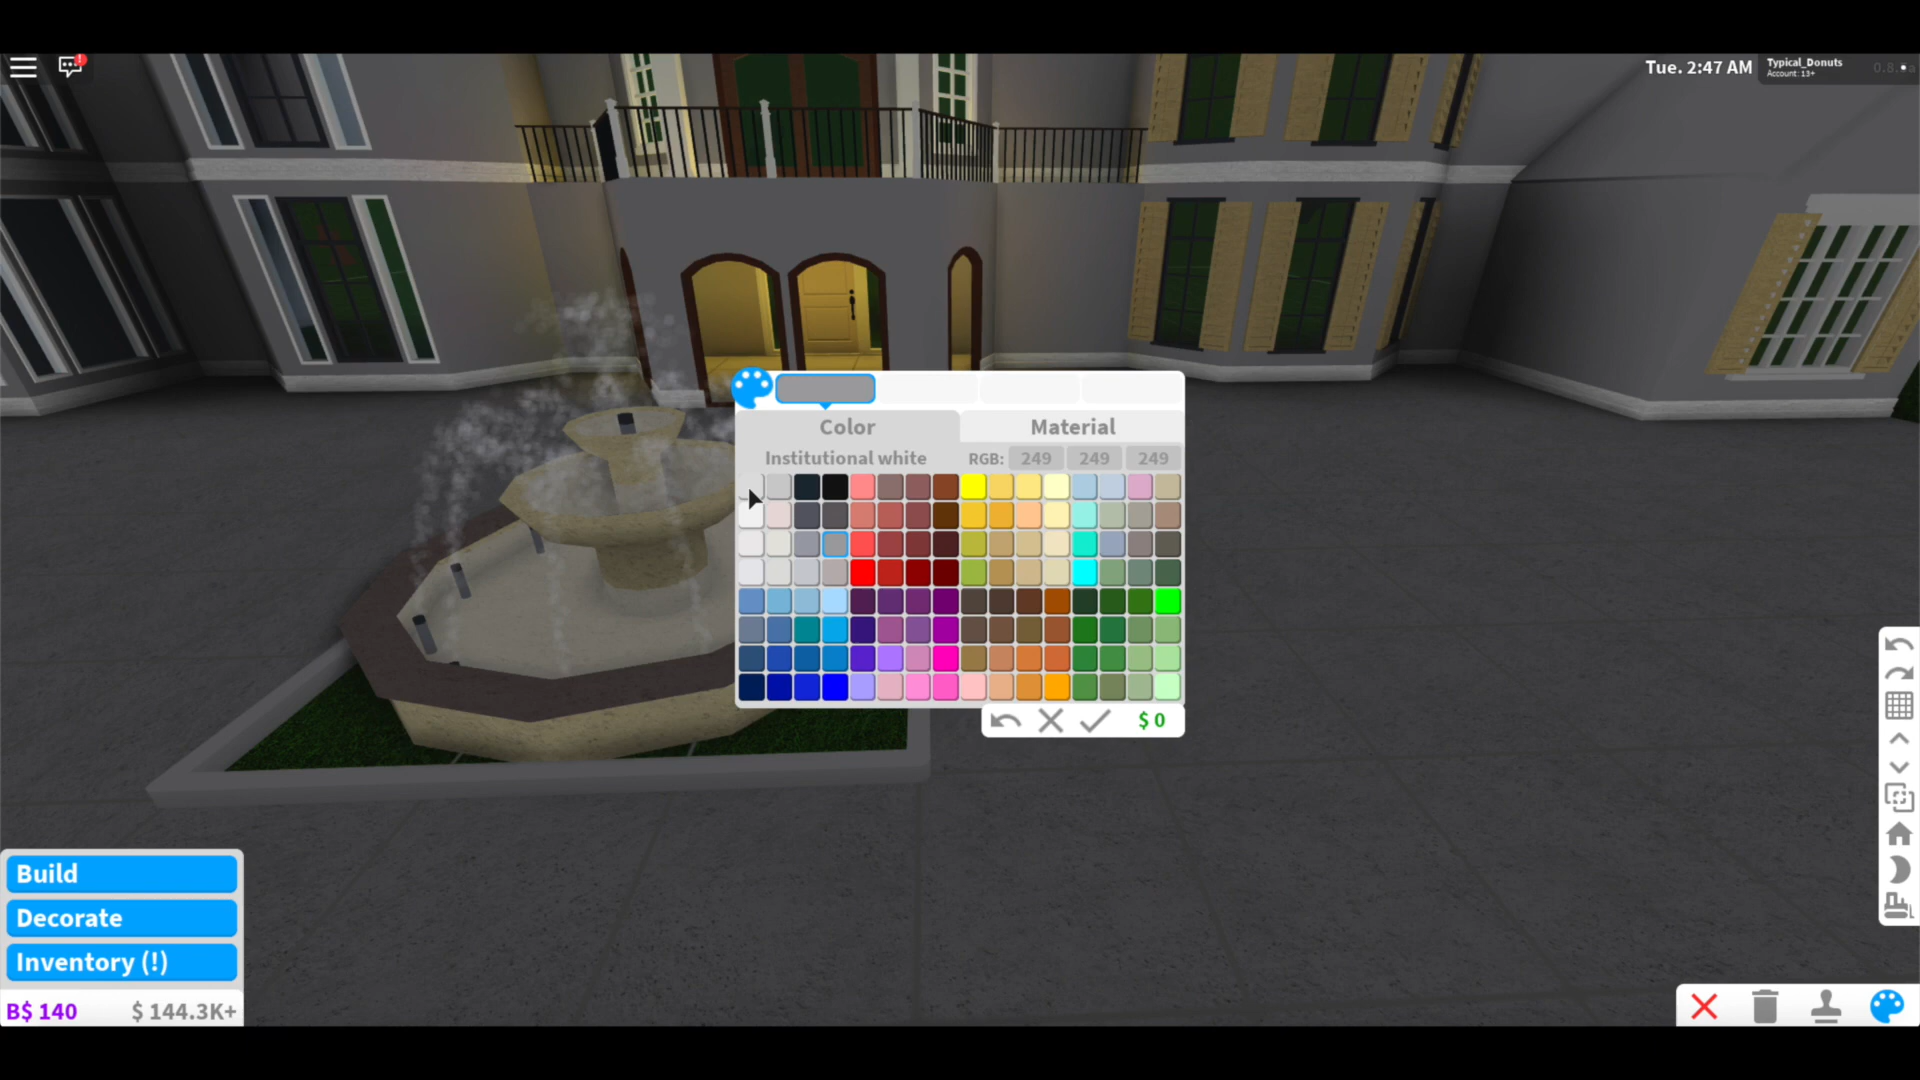 Tue. 2:47 AM
Typical_Donuts
Account: 13+
Color
Material
Institutional white
RGB: 249 249 249
$ 0
Build
Decorate
Inventory (!)
B$ 140
$ 144.3K+